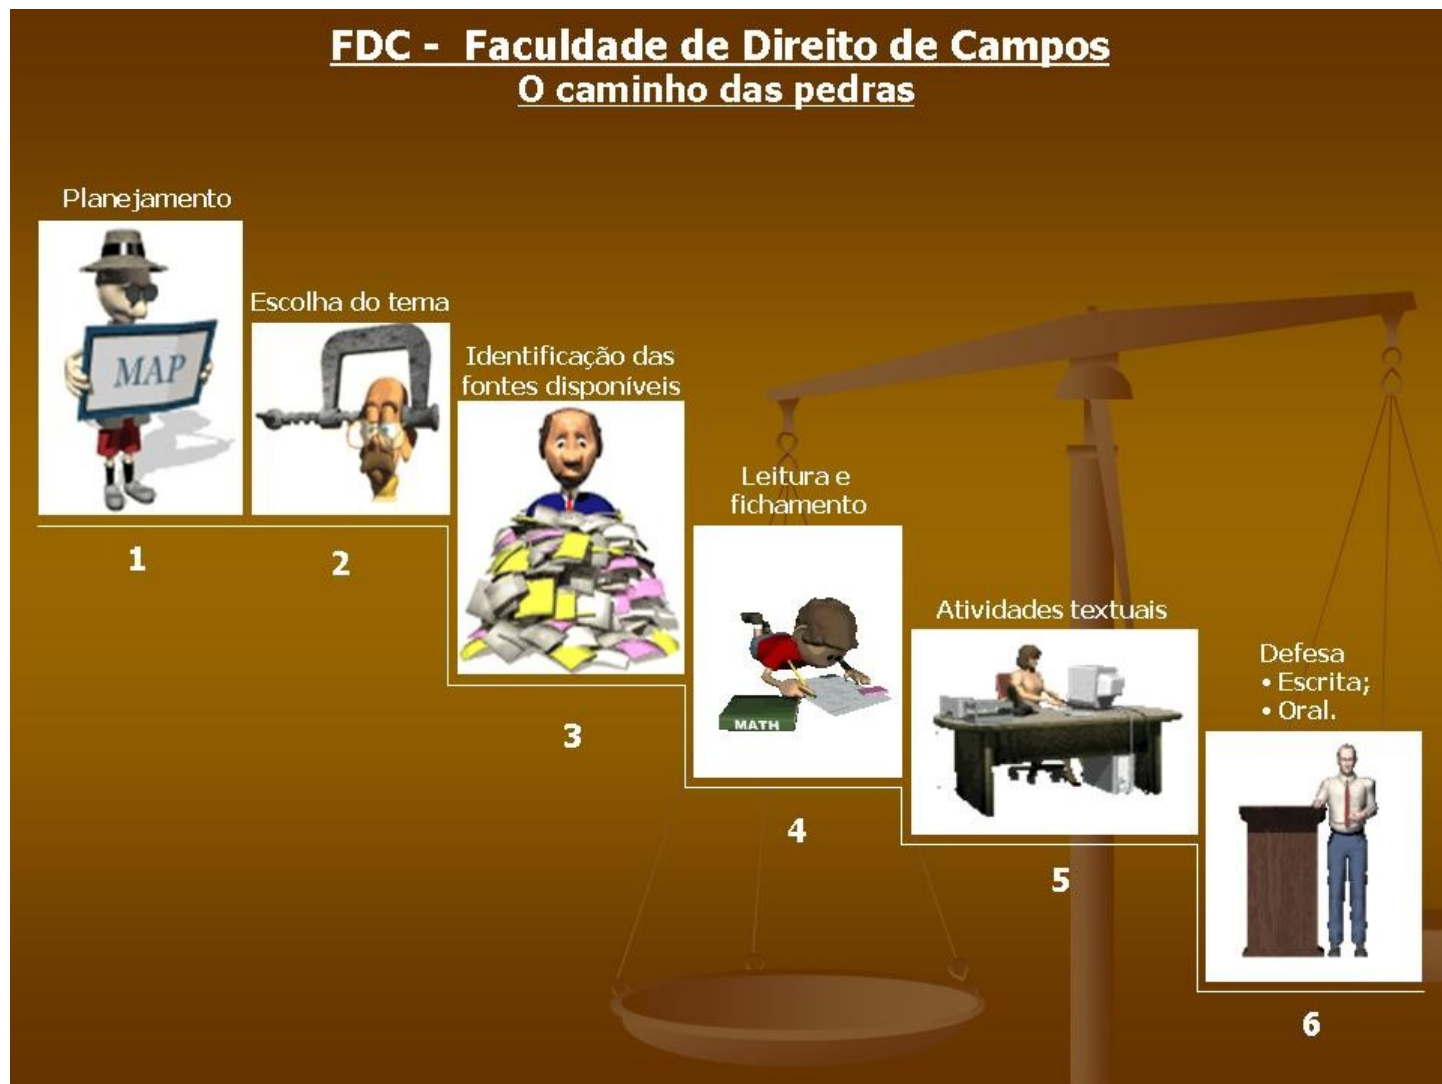 FDC -  Faculdade de Direito de Campos
O caminho das pedras
Planejamento
MAP
1
Escolha do tema
2
Identificação das
fontes disponíveis
3
Leitura e
fichamento
MATH
4
Atividades textuais
5
Defesa
• Escrita;
• Oral.
6